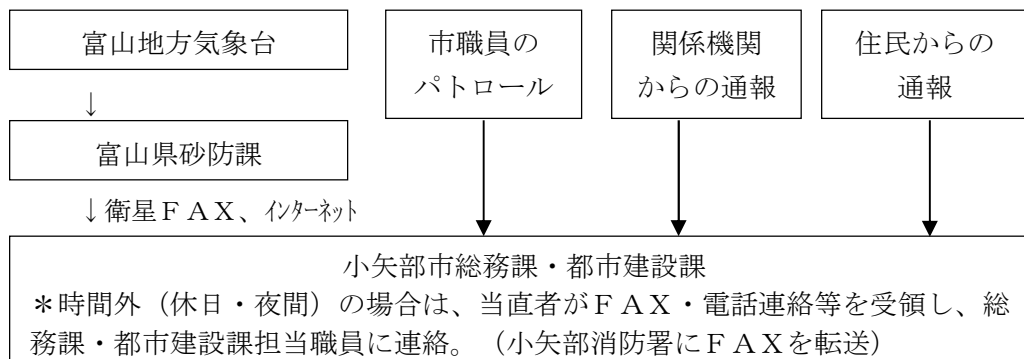 富山地方気象台
↓
富山県砂防課
↓衛星ＦＡＸ、ｲﾝﾀｰﾈｯﾄ
市職員の
パトロール
関係機関
からの通報
住民からの
通報
小矢部市総務課・都市建設課
＊時間外（休日・夜間）の場合は、当直者がＦＡＸ・電話連絡等を受領し、総
務課・都市建設課担当職員に連絡。（小矢部消防署にＦＡＸを転送）